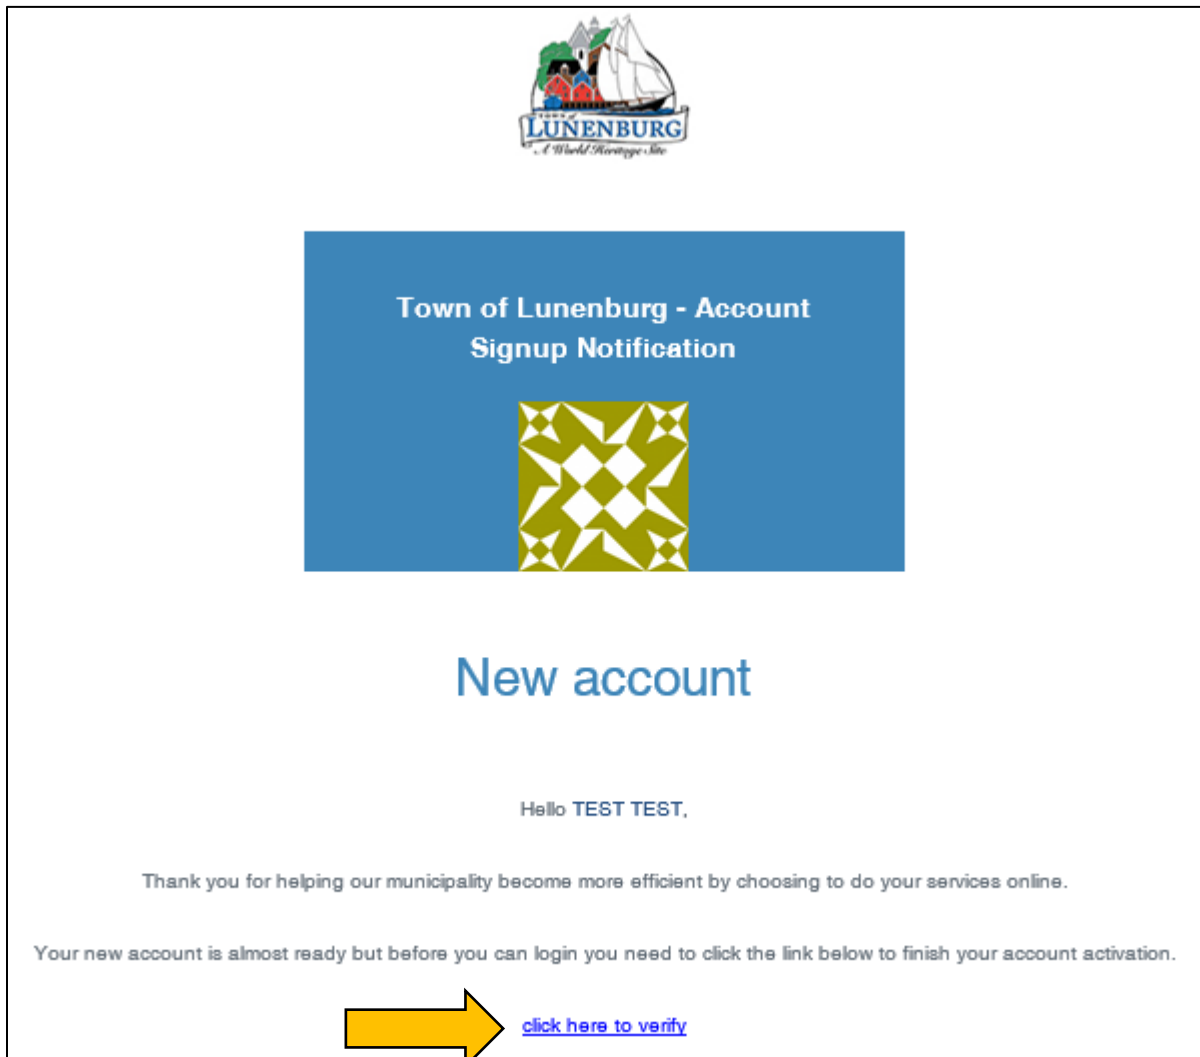 TOWN of
LUNENBURG
A World Heritage Site
Town of Lunenburg - Account
Signup Notification
New account
Hello TEST TEST,
Thank you for helping our municipality become more efficient by choosing to do your services online.
Your new account is almost ready but before you can login you need to click the link below to finish your account activation.
click here to verify